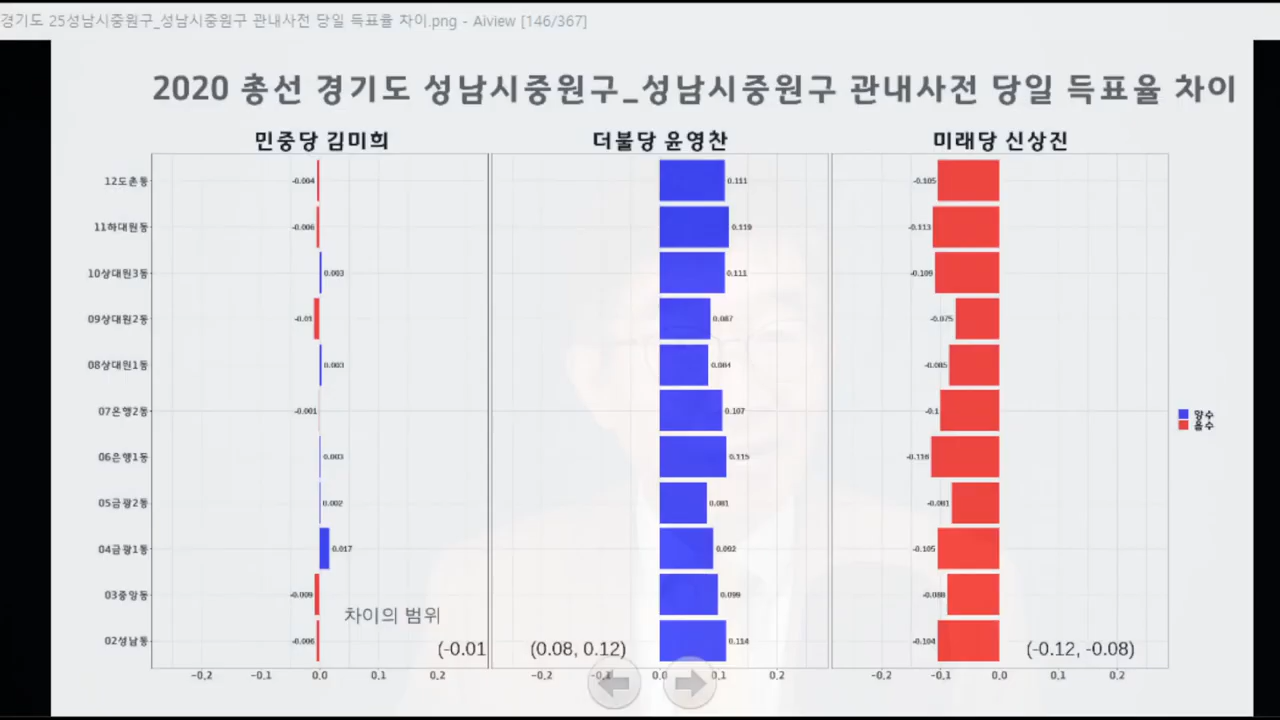 경기도 25성남시중원구_성남시중원구 관내사전 당일 득표율 차이.png - Aiview [146/367]
2020 총선 경기도 성남시중원구_성남시중원구 관내사전 당일 득표율 차이
민중당 김미희 더불당 윤영찬 미래당 신상진
12도촌동 -0.004 0.111 -0.105
11하대원동 -0.006 0.119 -0.113
10상대원3동 0.003 0.111 -0.109
09상대원2동 -0.01 0.087 -0.075
08상대원1동 0.003 0.084 -0.085
07은행2동 -0.001 0.107 -0.1
06은행1동 0.003 0.115 -0.116
05금광2동 0.002 0.081 -0.081
04금광1동 0.017 0.092 -0.105
03중앙동 -0.009 0.099 -0.088
02성남동 -0.006 0.114 -0.104
차이의 범위
(-0.01 (0.08, 0.12) (-0.12, -0.08)
-0.2 -0.1 0.0 0.1 0.2 -0.2 -0.1 0.0 0.1 0.2 -0.2 -0.1 0.0 0.1 0.2
양수
음수